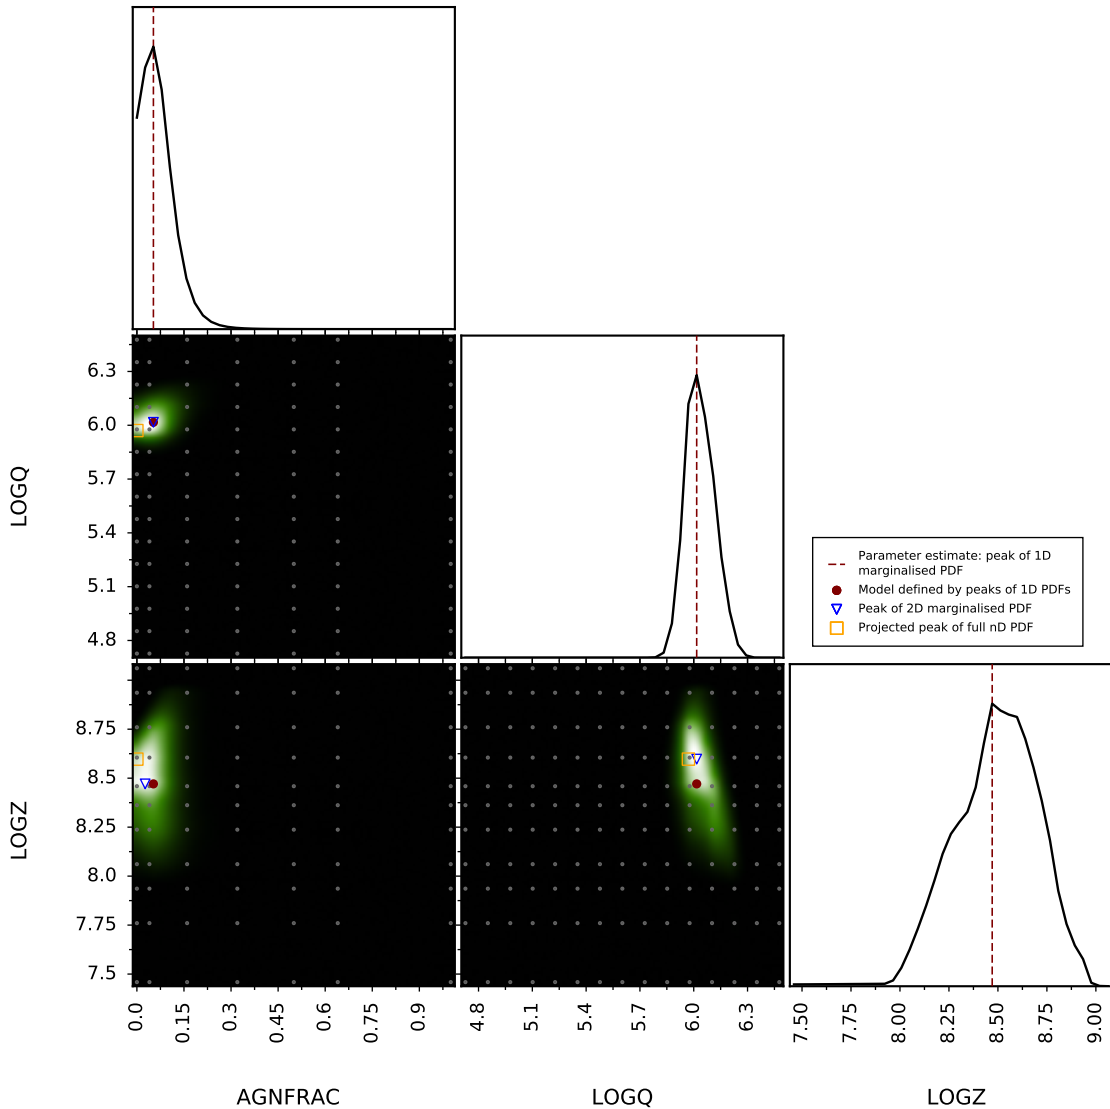 6.3
6.0
5.7
5.4
5.1
4.8
LOGQ
Parameter estimate: peak of 1D
marginalised PDF
Model defined by peaks of 1D PDFs
Peak of 2D marginalised PDF
Projected peak of full nD PDF
8.75
8.5
8.25
8.0
7.75
7.5
LOGZ
0.0 0.15 0.3 0.45 0.6 0.75 0.9
4.8 5.1 5.4 5.7 6.0 6.3
7.50 7.75 8.00 8.25 8.50 8.75 9.00
AGNFRAC
LOGQ
LOGZ